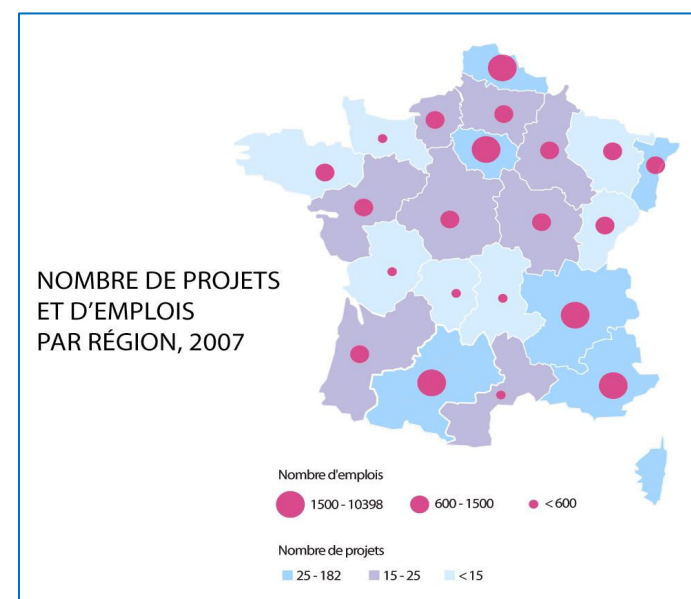 NOMBRE DE PROJETS
ET D'EMPLOIS
PAR RÉGION, 2007
Nombre d'emplois
1500 - 10398
600 - 1500
< 600
Nombre de projets
25 - 182
15 - 25
< 15